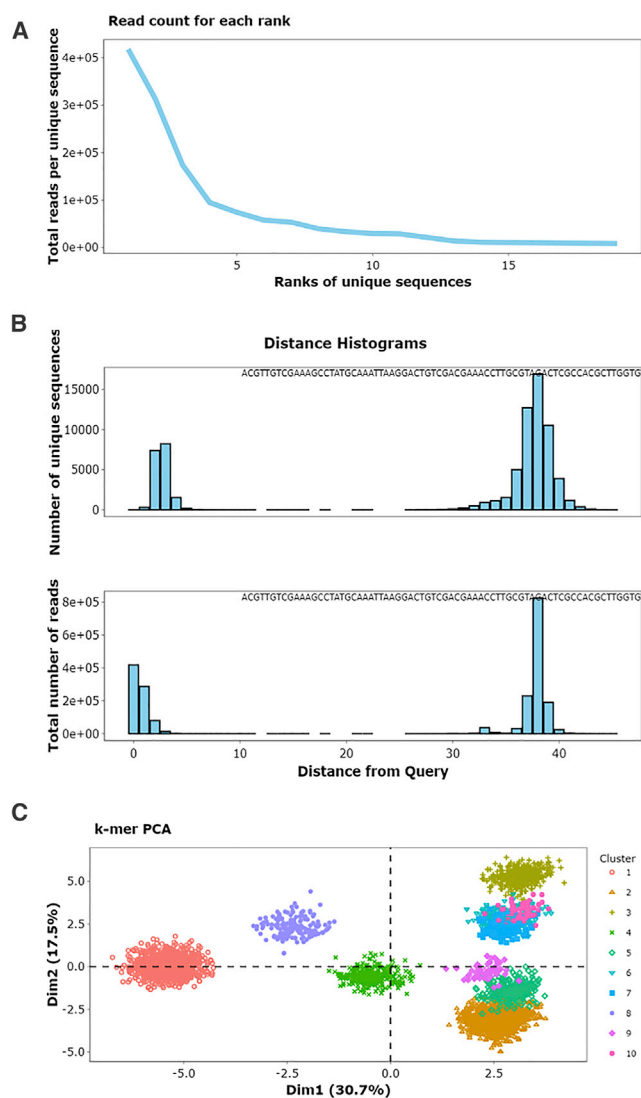 A
Read count for each rank
Total reads per unique sequence
4e+05
3e+05
2e+05
1e+05
0e+00
5
10
15
Ranks of unique sequences
B
Distance Histograms
Number of unique sequences
ACGTTGTCGAAAGCCTATGCAAATTAAGGACTGTCGACGAAACCTTGCGTAGACTCGCCACGCTTGGTG
15000
10000
5000
0
Total number of reads
ACGTTGTCGAAAGCCTATGCAAATTAAGGACTGTCGACGAAACCTTGCGTAGACTCGCCACGCTTGGTG
8e+05
6e+05
4e+05
2e+05
0e+00
0
20
30
40
10
Distance from Query
C
k-mer PCA
Dim2 (17.5%)
5.0
2.5
0.0
-2.5
-5.0
-5.0
-2.5
0.0
2.5
Dim1 (30.7%)
Cluster
1
2
3
4
5
6
7
8
9
10